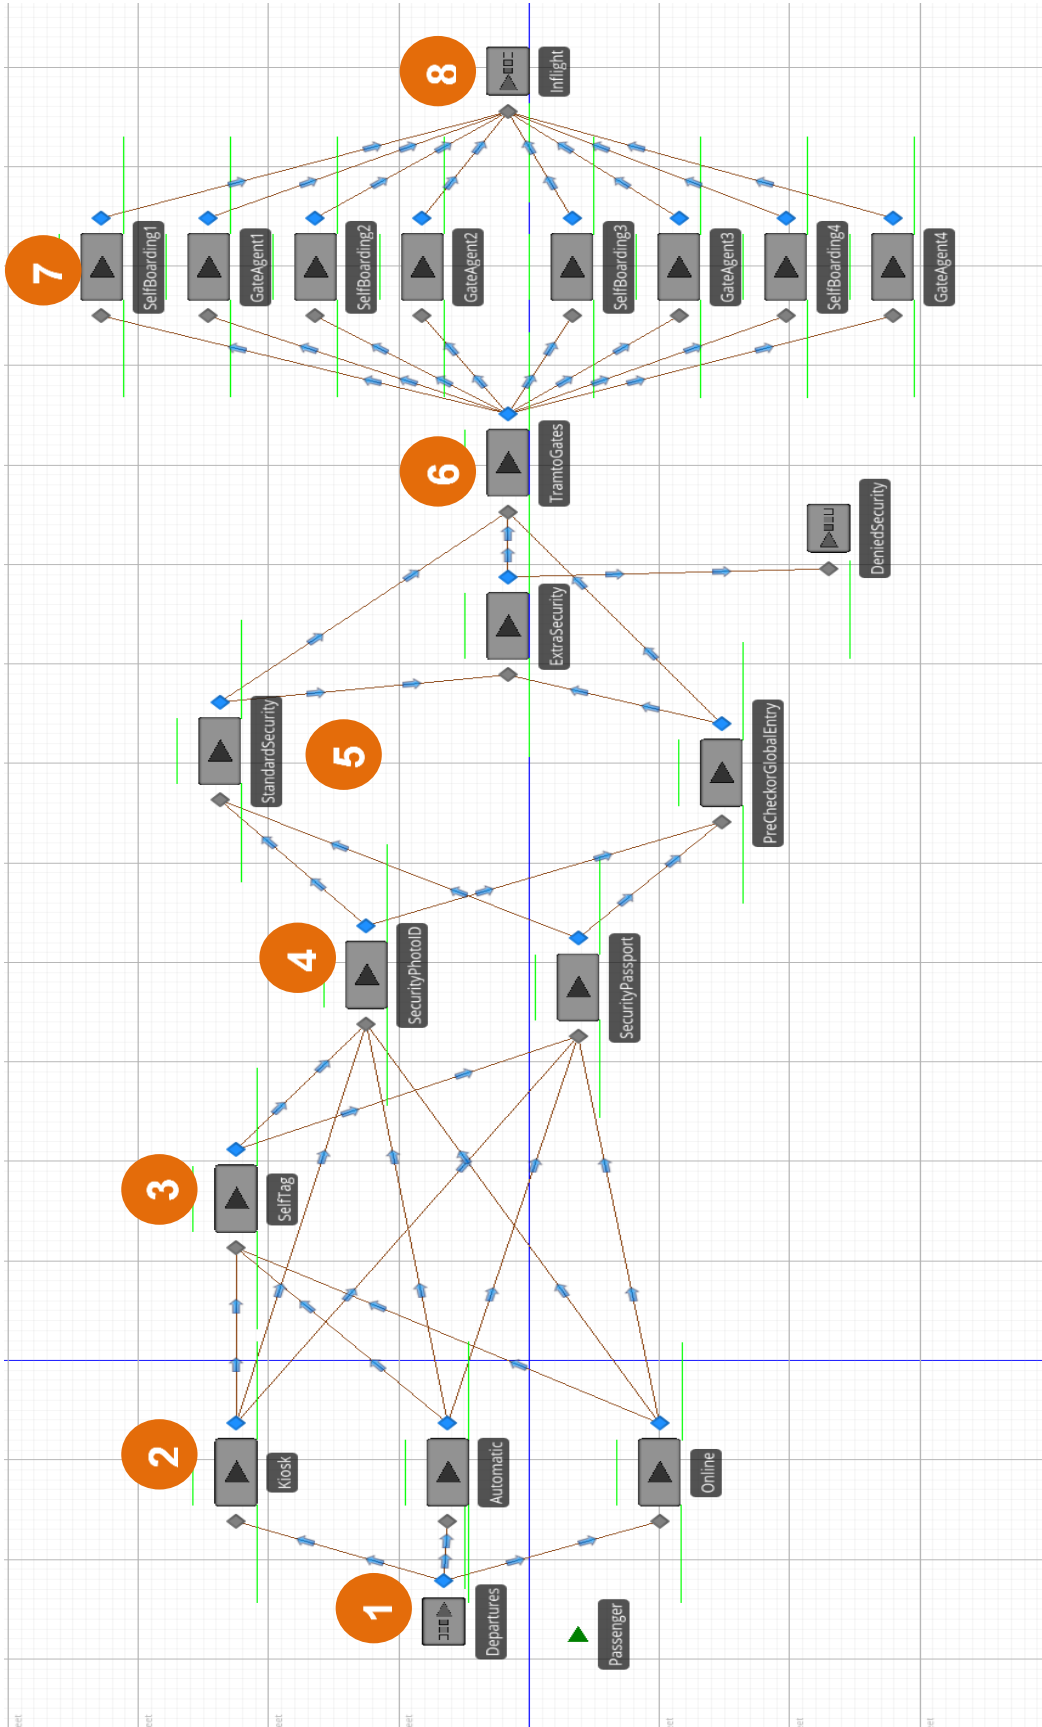 1
Departures
Passenger
2
Kiosk
Automatic
Online
3
SelfTag
4
SecurityPhotoID
SecurityPassport
5
StandardSecurity
PreCheckorGlobalEntry
ExtraSecurity
DeniedSecurity
6
TramtoGates
7
SelfBoarding1
GateAgent1
SelfBoarding2
GateAgent2
SelfBoarding3
GateAgent3
SelfBoarding4
GateAgent4
8
Inflight